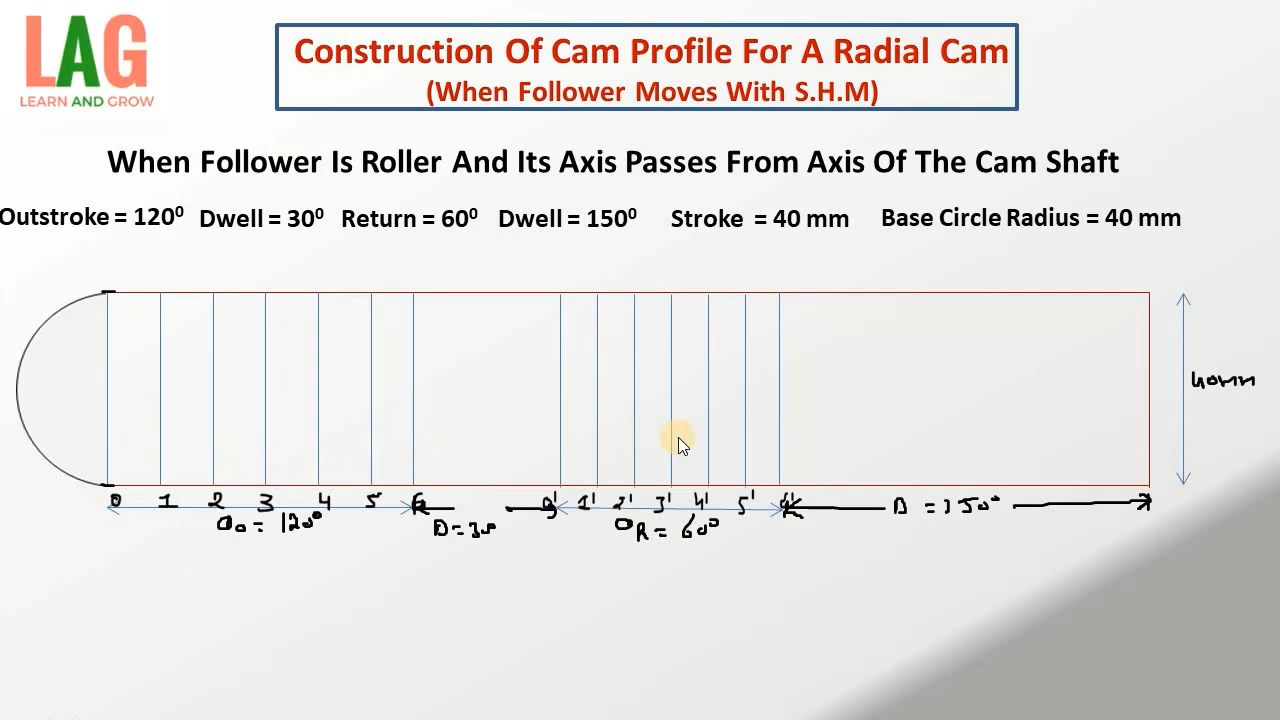 LAG
LEARN AND GROW
Construction Of Cam Profile For A Radial Cam
(When Follower Moves With S.H.M)
When Follower Is Roller And Its Axis Passes From Axis Of The Cam Shaft
Outstroke = 120⁰ Dwell = 30⁰ Return = 60⁰ Dwell = 150⁰ Stroke = 40 mm Base Circle Radius = 40 mm
40mm
0 1 2 3 4 5 6 0' 1' 2' 3' 4' 5' 6' D = 150°
θo = 120° D = 30° θR = 60°